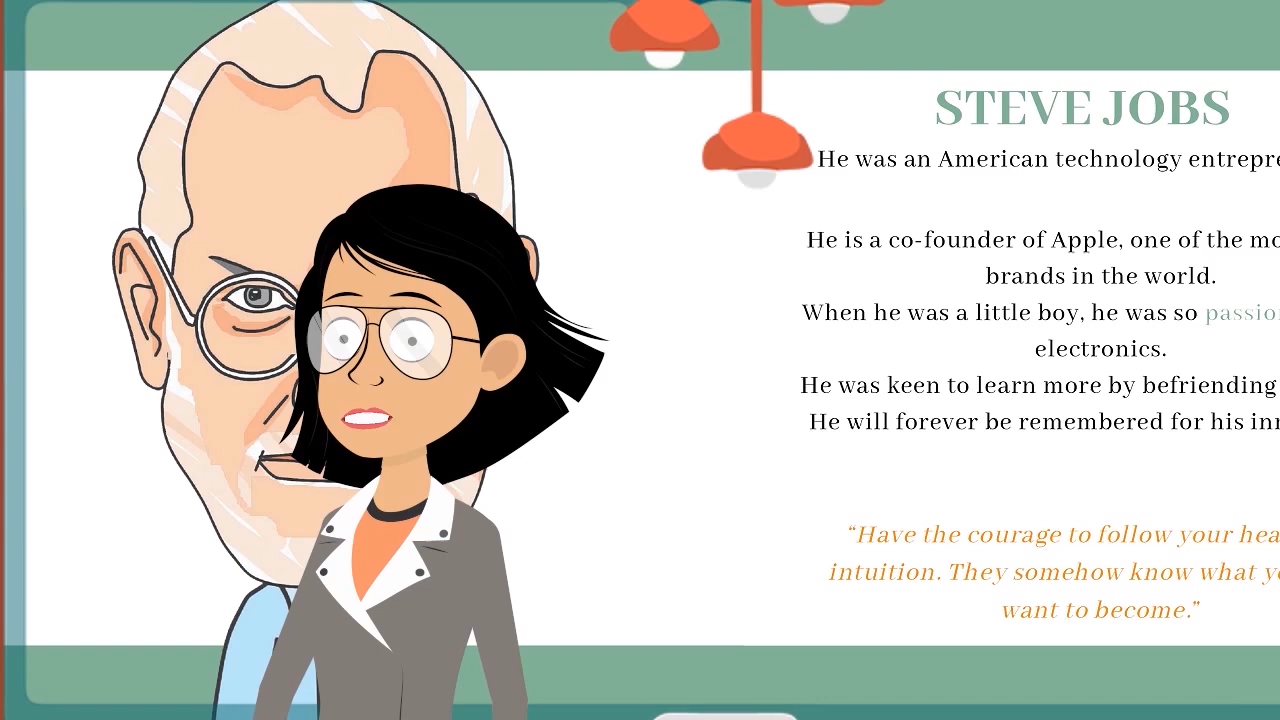 STEVE JOBS
He was an American technology entrepre
He is a co-founder of Apple, one of the mo
brands in the world.
When he was a little boy, he was so passio
electronics.
He was keen to learn more by befriending
He will forever be remembered for his inn
“Have the courage to follow your hea
intuition. They somehow know what yo
want to become.”